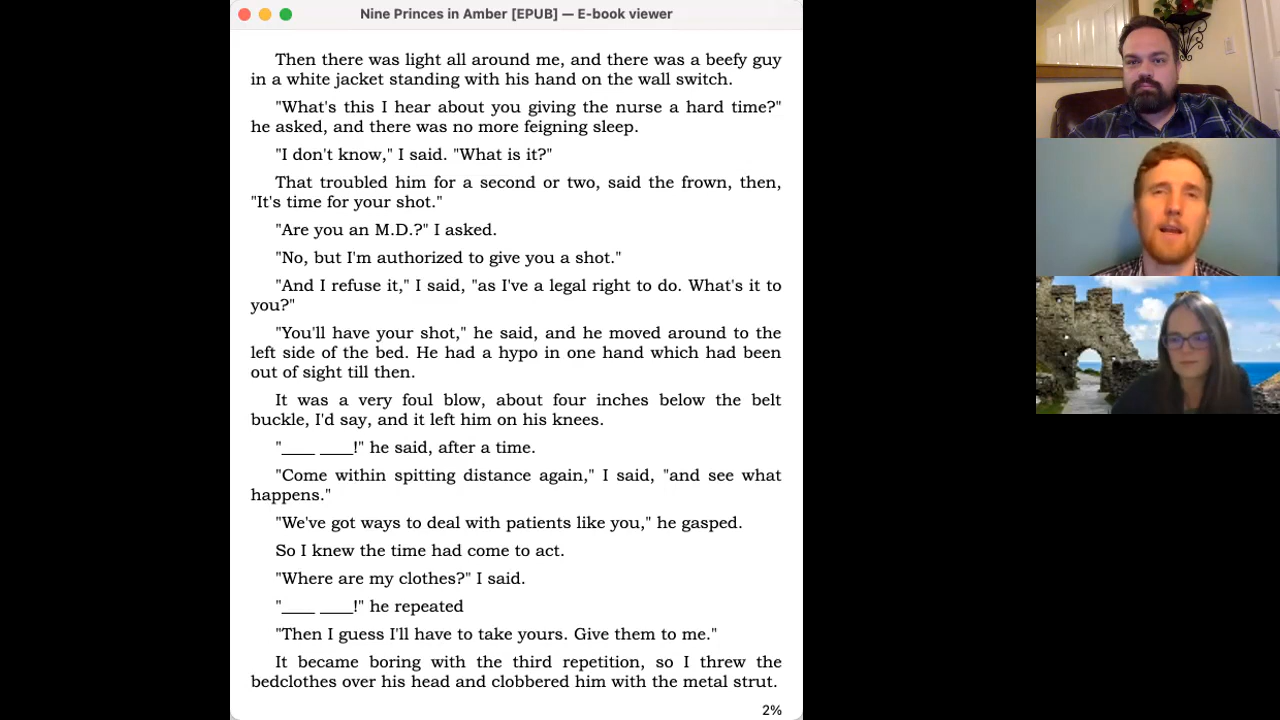 Nine Princes in Amber [EPUB] — E-book viewer
Then there was light all around me, and there was a beefy guy
in a white jacket standing with his hand on the wall switch.
"What's this I hear about you giving the nurse a hard time?"
he asked, and there was no more feigning sleep.
"I don't know," I said. "What is it?"
That troubled him for a second or two, said the frown, then,
"It's time for your shot."
"Are you an M.D.?" I asked.
"No, but I'm authorized to give you a shot."
"And I refuse it," I said, "as I've a legal right to do. What's it to
you?"
"You'll have your shot," he said, and he moved around to the
left side of the bed. He had a hypo in one hand which had been
out of sight till then.
It was a very foul blow, about four inches below the belt
buckle, I'd say, and it left him on his knees.
"____ ____!" he said, after a time.
"Come within spitting distance again," I said, "and see what
happens."
"We've got ways to deal with patients like you," he gasped.
So I knew the time had come to act.
"Where are my clothes?" I said.
"____ ____!" he repeated
"Then I guess I'll have to take yours. Give them to me."
It became boring with the third repetition, so I threw the
bedclothes over his head and clobbered him with the metal strut.
2%